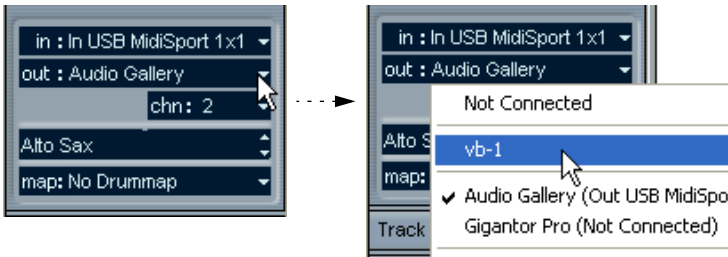 in : In USB MidiSport 1x1
out : Audio Gallery
chn: 2
Alto Sax
map: No Drummap
in : In USB MidiSport 1x1
out : Audio Gallery
Not Connected
Alto S
vb-1
map:
Audio Gallery (Out USB MidiSpo
Track
Gigantor Pro (Not Connected)